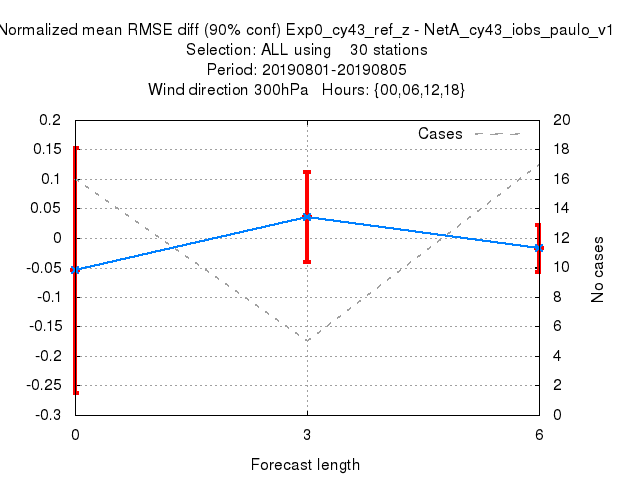 Normalized mean RMSE diff (90% conf) Exp0_cy43_ref_z - NetA_cy43_iobs_paulo_v1
Selection: ALL using    30 stations
Period: 20190801-20190805
Wind direction 300hPa   Hours: {00,06,12,18}
Cases
0.2
0.15
0.1
0.05
0
-0.05
-0.1
-0.15
-0.2
-0.25
-0.3
20
18
16
14
12
10
8
6
4
2
0
No cases
0 3 6
Forecast length